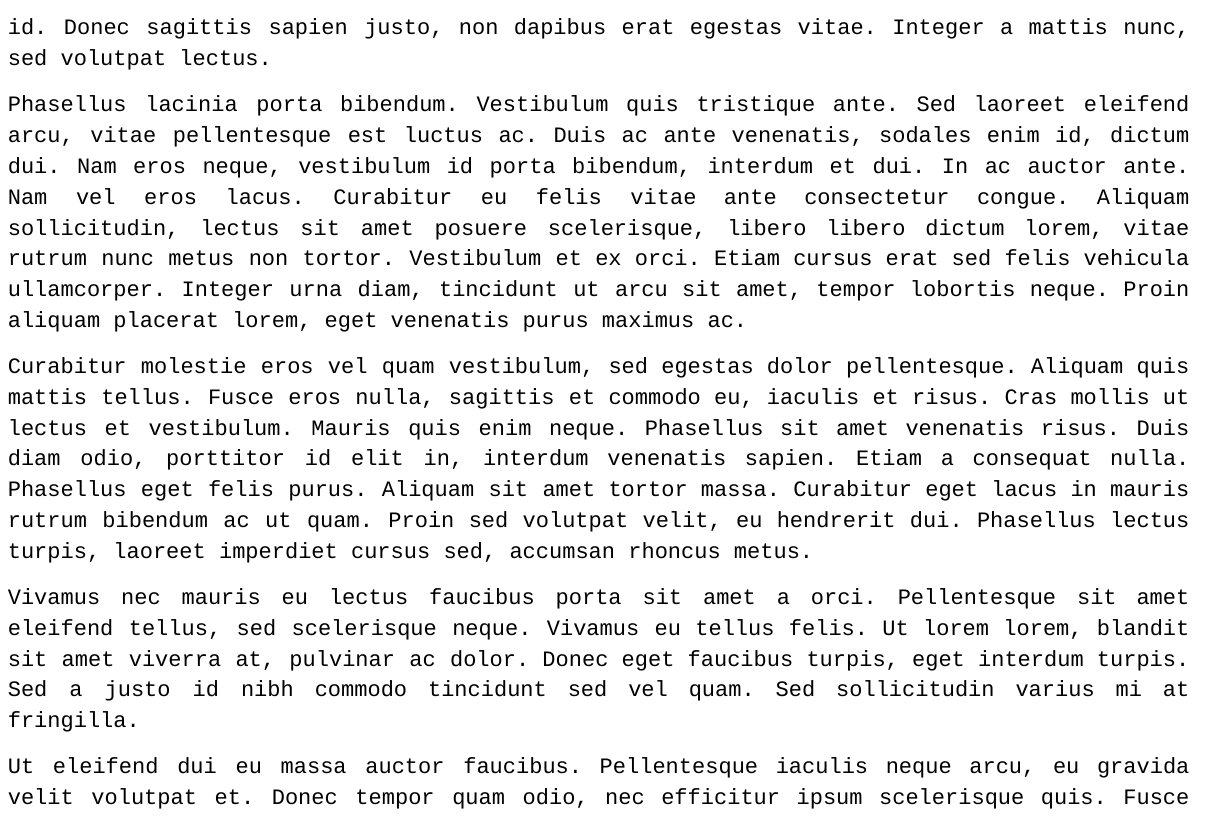 id. Donec sagittis sapien justo, non dapibus erat egestas vitae. Integer a mattis nunc,
sed volutpat lectus.
Phasellus lacinia porta bibendum. Vestibulum quis tristique ante. Sed laoreet eleifend
arcu, vitae pellentesque est luctus ac. Duis ac ante venenatis, sodales enim id, dictum
dui. Nam eros neque, vestibulum id porta bibendum, interdum et dui. In ac auctor ante.
Nam vel eros lacus. Curabitur eu felis vitae ante consectetur congue. Aliquam
sollicitudin, lectus sit amet posuere scelerisque, libero libero dictum lorem, vitae
rutrum nunc metus non tortor. Vestibulum et ex orci. Etiam cursus erat sed felis vehicula
ullamcorper. Integer urna diam, tincidunt ut arcu sit amet, tempor lobortis neque. Proin
aliquam placerat lorem, eget venenatis purus maximus ac.
Curabitur molestie eros vel quam vestibulum, sed egestas dolor pellentesque. Aliquam quis
mattis tellus. Fusce eros nulla, sagittis et commodo eu, iaculis et risus. Cras mollis ut
lectus et vestibulum. Mauris quis enim neque. Phasellus sit amet venenatis risus. Duis
diam odio, porttitor id elit in, interdum venenatis sapien. Etiam a consequat nulla.
Phasellus eget felis purus. Aliquam sit amet tortor massa. Curabitur eget lacus in mauris
rutrum bibendum ac ut quam. Proin sed volutpat velit, eu hendrerit dui. Phasellus lectus
turpis, laoreet imperdiet cursus sed, accumsan rhoncus metus.
Vivamus nec mauris eu lectus faucibus porta sit amet a orci. Pellentesque sit amet
eleifend tellus, sed scelerisque neque. Vivamus eu tellus felis. Ut lorem lorem, blandit
sit amet viverra at, pulvinar ac dolor. Donec eget faucibus turpis, eget interdum turpis.
Sed a justo id nibh commodo tincidunt sed vel quam. Sed sollicitudin varius mi at
fringilla.
Ut eleifend dui eu massa auctor faucibus. Pellentesque iaculis neque arcu, eu gravida
velit volutpat et. Donec tempor quam odio, nec efficitur ipsum scelerisque quis. Fusce